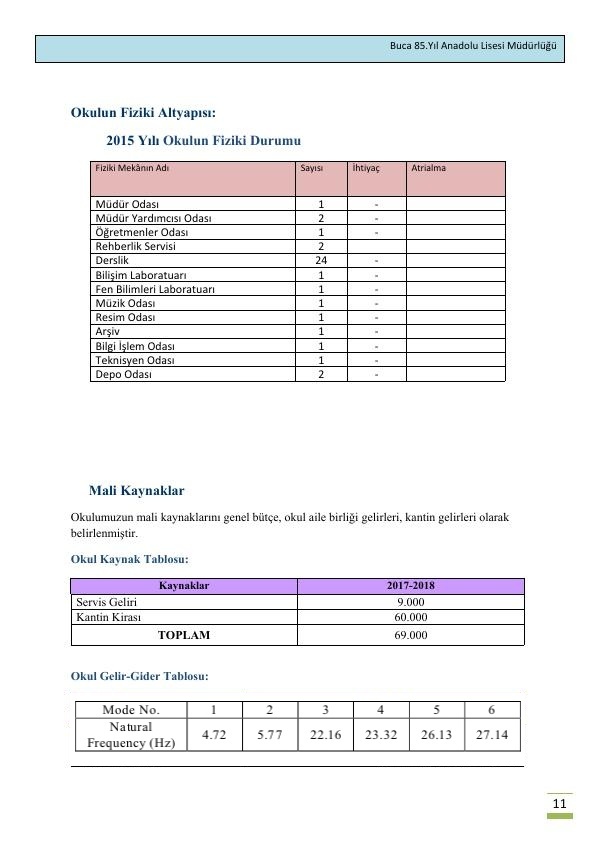 Buca 85.Yıl Anadolu Lisesi Müdürlüğü
Okulun Fiziki Altyapısı:
2015 Yılı Okulun Fiziki Durumu
Fiziki Mekânın Adı Sayısı İhtiyaç Atrialma
Müdür Odası 1 -
Müdür Yardımcısı Odası 2 -
Öğretmenler Odası 1 -
Rehberlik Servisi 2
Derslik 24 -
Bilişim Laboratuarı 1 -
Fen Bilimleri Laboratuarı 1 -
Müzik Odası 1 -
Resim Odası 1 -
Arşiv 1 -
Bilgi İşlem Odası 1 -
Teknisyen Odası 1 -
Depo Odası 2 -
Mali Kaynaklar
Okulumuzun mali kaynaklarını genel bütçe, okul aile birliği gelirleri, kantin gelirleri olarak
belirlenmiştir.
Okul Kaynak Tablosu:
Kaynaklar 2017-2018
Servis Geliri 9.000
Kantin Kirası 60.000
TOPLAM 69.000
Okul Gelir-Gider Tablosu:
Mode No. 1 2 3 4 5 6
Natural
Frequency (Hz) 4.72 5.77 22.16 23.32 26.13 27.14
11